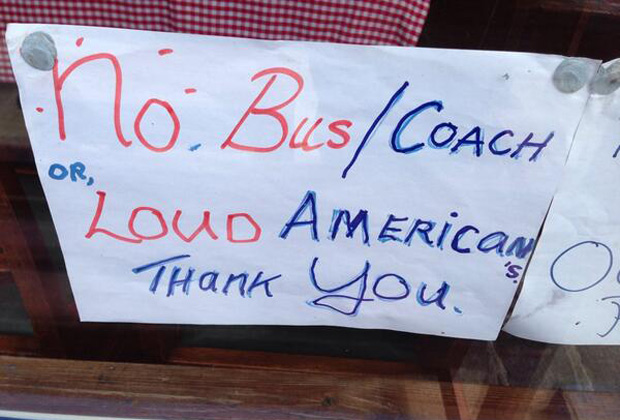 No. Bus/COACH
OR,
LOUD AMERICAN's
THANK YOU.